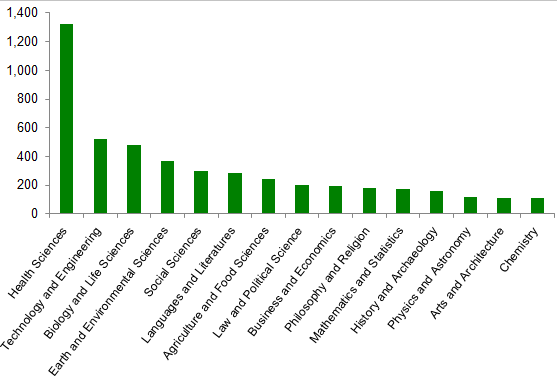 1,400
1,200
1,000
800
600
400
200
0
Health Sciences
Technology and Engineering
Biology and Life Sciences
Earth and Environmental Sciences
Social Sciences
Languages and Literatures
Agriculture and Food Sciences
Law and Political Science
Business and Economics
Philosophy and Religion
Mathematics and Statistics
History and Archaeology
Physics and Astronomy
Arts and Architecture
Chemistry